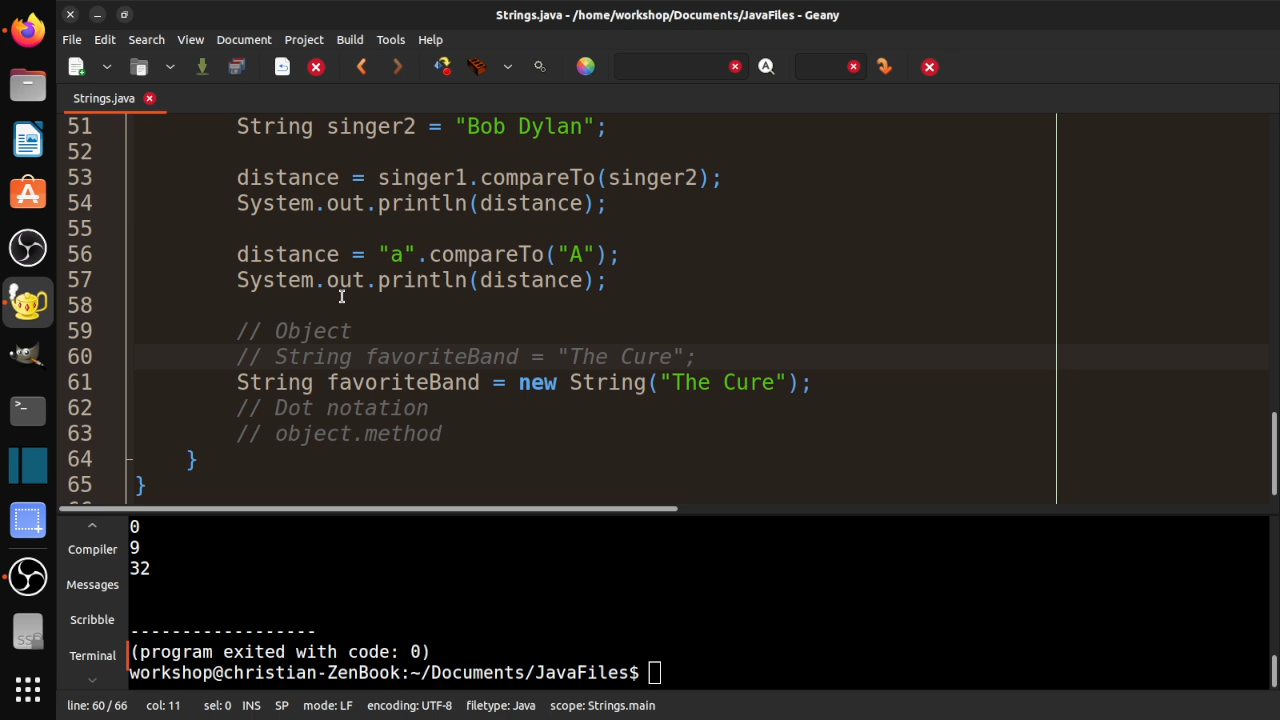 Strings.java - /home/workshop/Documents/JavaFiles - Geany
File Edit Search View Document Project Build Tools Help
Strings.java
51 String singer2 = "Bob Dylan";
52
53 distance = singer1.compareTo(singer2);
54 System.out.println(distance);
55
56 distance = "a".compareTo("A");
57 System.out.println(distance);
58
59 // Object
60 // String favoriteBand = "The Cure";
61 String favoriteBand = new String("The Cure");
62 // Dot notation
63 // object.method
64 }
65 }
Compiler
Messages
Scribble
Terminal
0
9
32
------------------
(program exited with code: 0)
workshop@christian-ZenBook:~/Documents/JavaFiles$
line: 60 / 66 col: 11 sel: 0 INS SP mode: LF encoding: UTF-8 filetype: Java scope: Strings.main